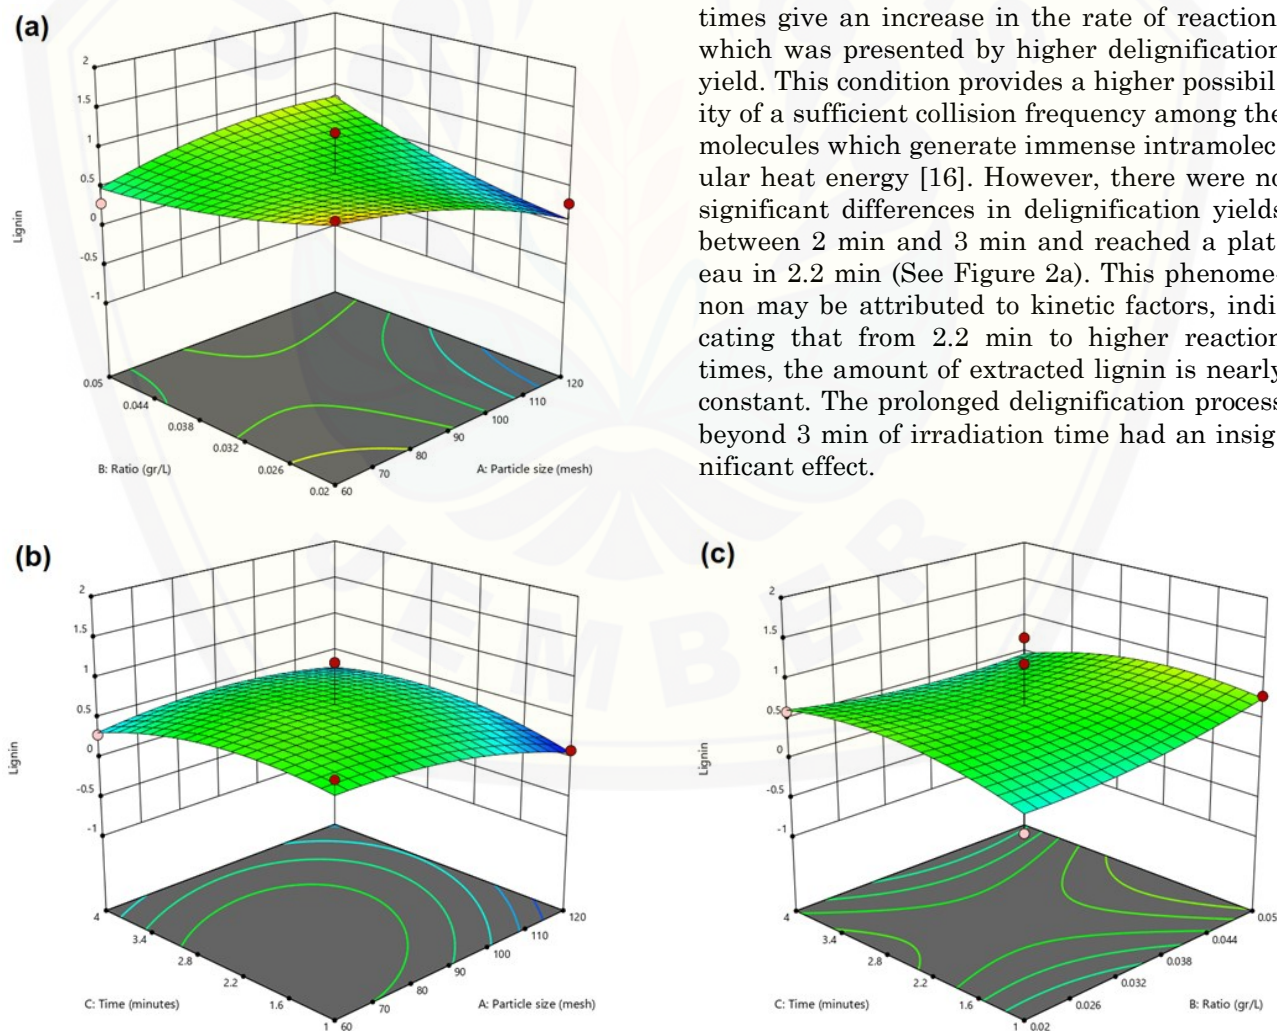 (a)
2
1.5
1
0.5
0
-0.5
-1
Lignin
0.05
0.044
0.038
0.032
0.026
0.02
B: Ratio (gr/L)
60
70
80
90
100
110
120
A: Particle size (mesh)
times give an increase in the rate of reaction
which was presented by higher delignification
yield. This condition provides a higher possibil
ity of a sufficient collision frequency among the
molecules which generate immense intramolec
ular heat energy [16]. However, there were no
significant differences in delignification yields
between 2 min and 3 min and reached a plat
eau in 2.2 min (See Figure 2a). This phenome
non may be attributed to kinetic factors, indi
cating that from 2.2 min to higher reaction
times, the amount of extracted lignin is nearly
constant. The prolonged delignification process
beyond 3 min of irradiation time had an insig
nificant effect.
(b)
2
1.5
1
0.5
0
-0.5
-1
Lignin
4
3.4
2.8
2.2
1.6
1
C: Time (minutes)
60
70
80
90
100
110
120
A: Particle size (mesh)
(c)
2
1.5
1
0.5
0
-0.5
-1
Lignin
4
3.4
2.8
2.2
1.6
1
C: Time (minutes)
0.02
0.026
0.032
0.038
0.044
0.05
B: Ratio (gr/L)
JEMBER